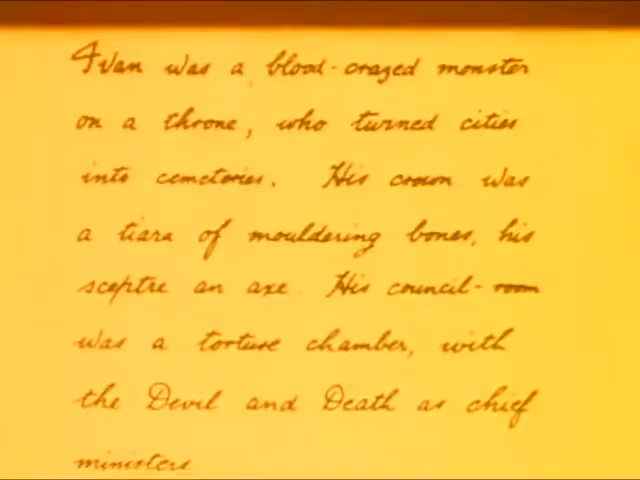 Ivan was a blood-crazed monster
on a throne, who turned cities
into cemeteries. His crown was
a tiara of mouldering bones, his
sceptre an axe. His council-room
was a torture chamber, with
the Devil and Death as chief
ministers